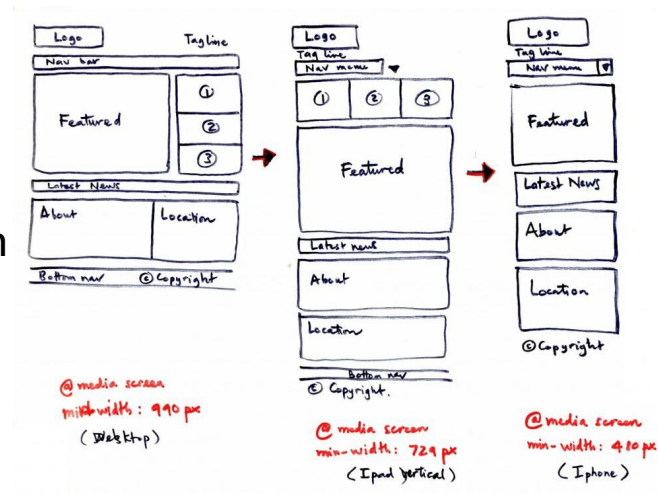 Logo
Tagline
Nav bar
Featured
①
②
③
Latest News
About
Location
Bottom nav
© Copyright
@ media screen
width: 990 px
(Desktop)
Logo
Tag line
Nav menu
① ② ③
Featured
Latest news
About
Location
Bottom nav
© Copyright.
@ media screen
min-width: 729 px
(Ipad vertical)
Logo
Tag line
Nav menu
Featured
Latest News
About
Location
© Copyright
@ media screen
min-width: 480 px
(Iphone)